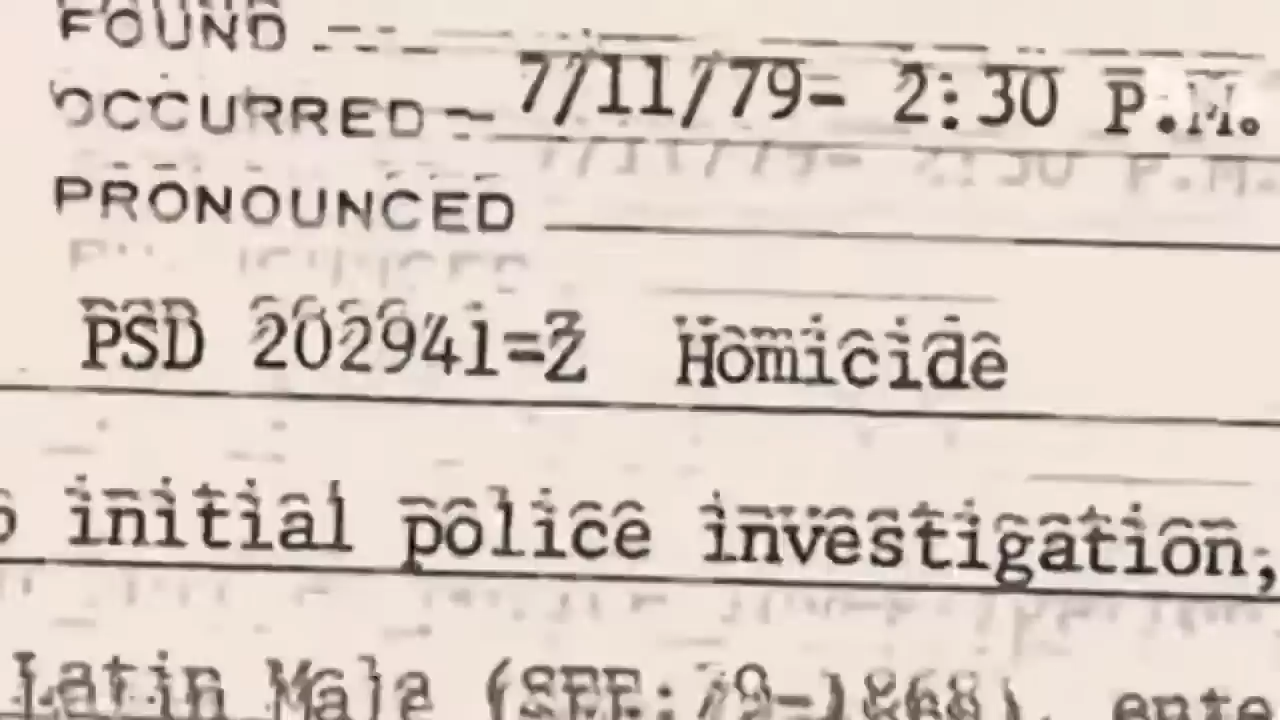 FOUND
OCCURRED 7/11/79- 2:30 P.M.
PRONOUNCED
PSD 202941=Z Homicide
initial police investigation,
Latin Male (SEE:79-1868), ente